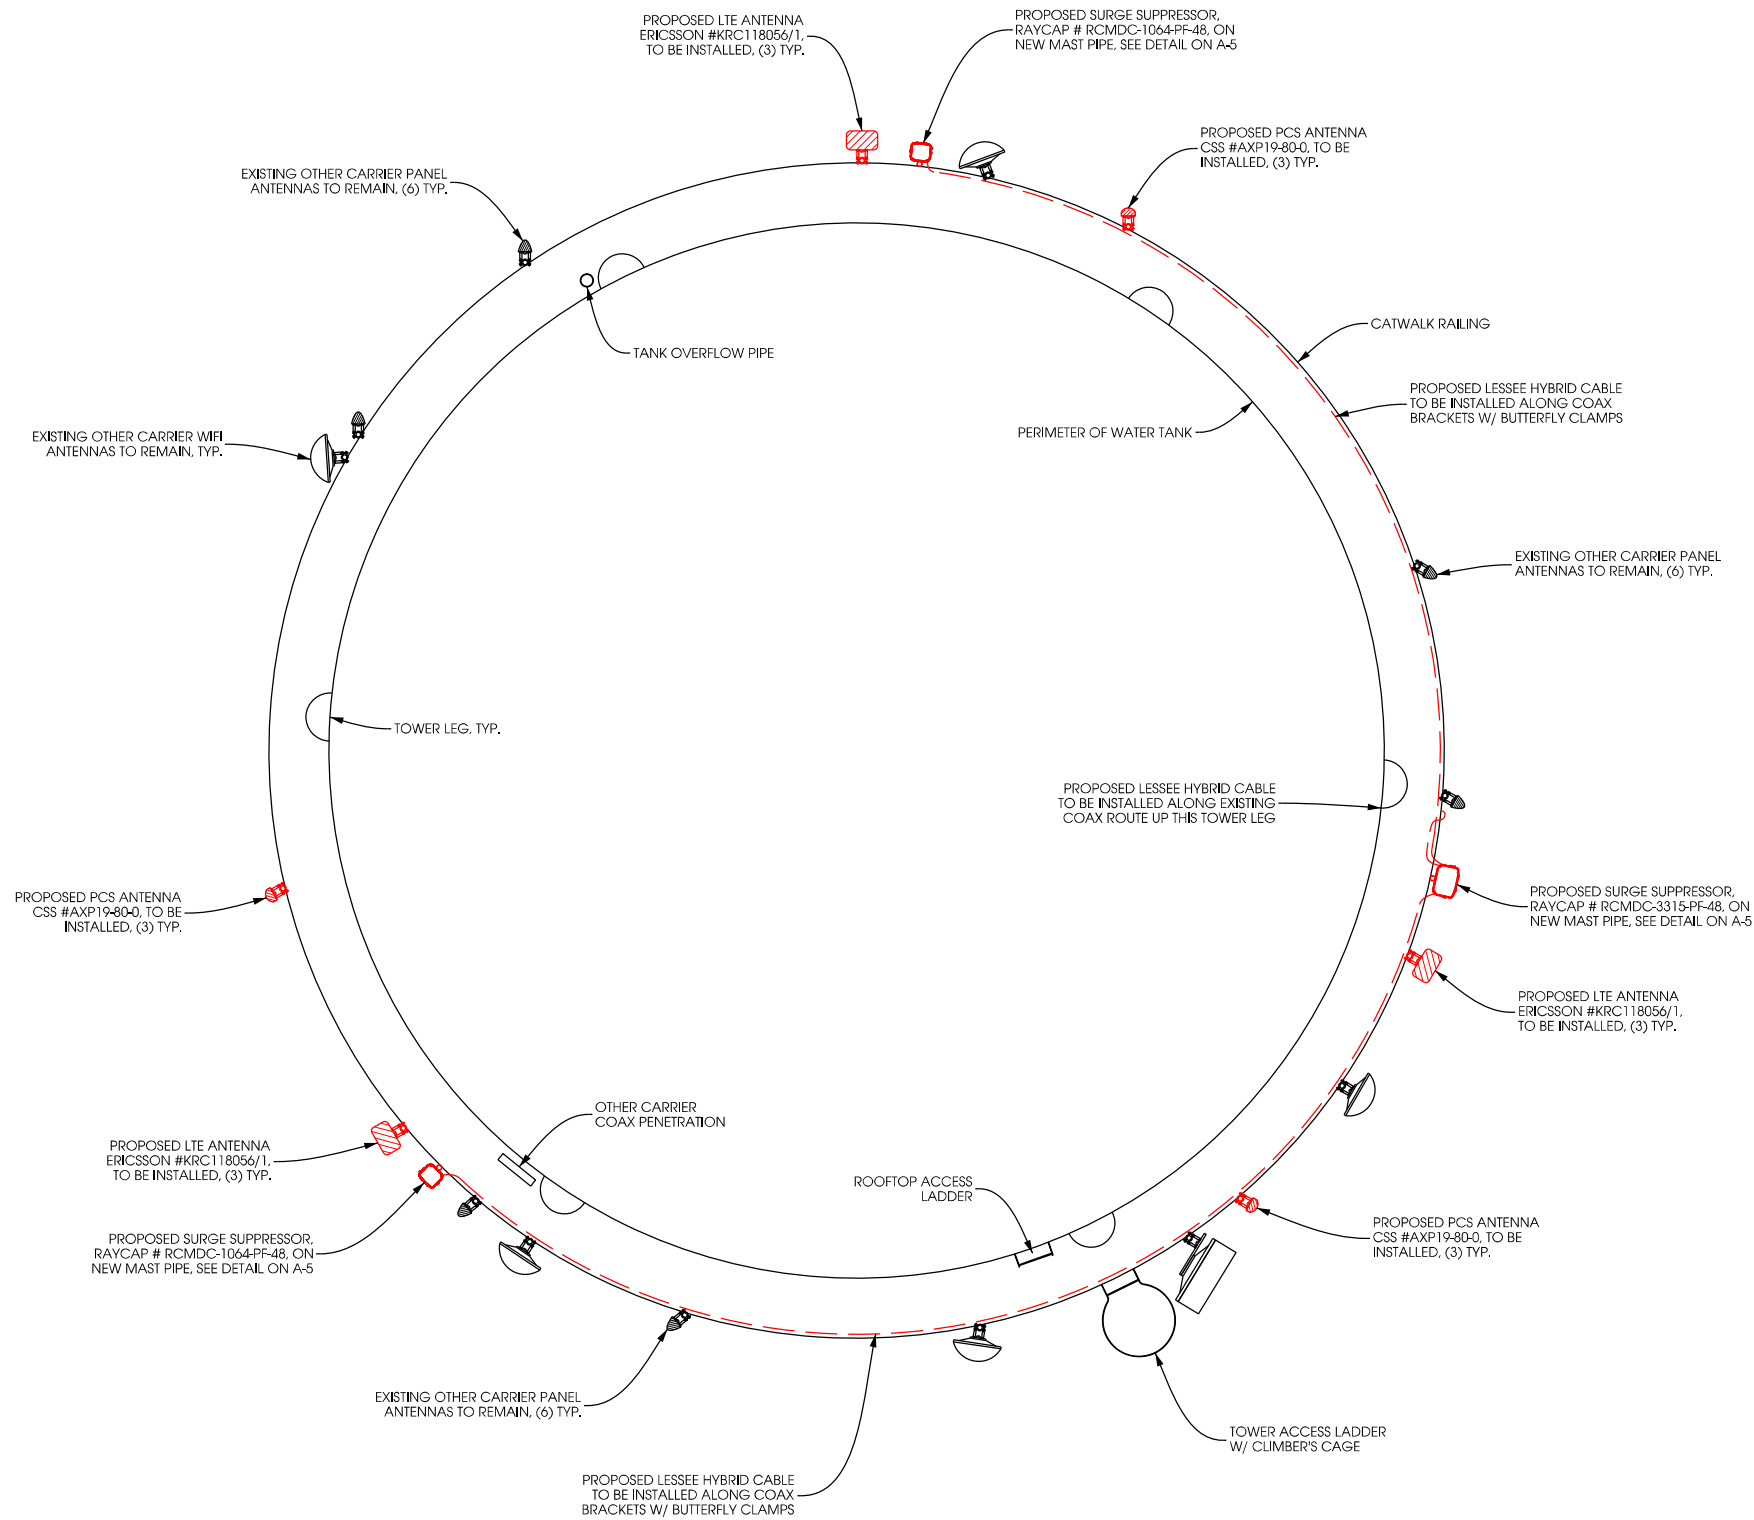 PROPOSED LTE ANTENNA
ERICSSON #KRC118056/1,
TO BE INSTALLED, (3) TYP.
PROPOSED SURGE SUPPRESSOR,
RAYCAP # RCMDC-1064-PF-48, ON
NEW MAST PIPE, SEE DETAIL ON A-5
PROPOSED PCS ANTENNA
CSS #AXP19-80-0, TO BE
INSTALLED, (3) TYP.
EXISTING OTHER CARRIER PANEL
ANTENNAS TO REMAIN, (6) TYP.
CATWALK RAILING
TANK OVERFLOW PIPE
PROPOSED LESSEE HYBRID CABLE
TO BE INSTALLED ALONG COAX
BRACKETS W/ BUTTERFLY CLAMPS
EXISTING OTHER CARRIER WIFI
ANTENNAS TO REMAIN, TYP.
PERIMETER OF WATER TANK
EXISTING OTHER CARRIER PANEL
ANTENNAS TO REMAIN, (6) TYP.
TOWER LEG, TYP.
PROPOSED LESSEE HYBRID CABLE
TO BE INSTALLED ALONG EXISTING
COAX ROUTE UP THIS TOWER LEG
PROPOSED PCS ANTENNA
CSS #AXP19-80-0, TO BE
INSTALLED, (3) TYP.
PROPOSED SURGE SUPPRESSOR,
RAYCAP # RCMDC-3315-PF-48, ON
NEW MAST PIPE, SEE DETAIL ON A-5
PROPOSED LTE ANTENNA
ERICSSON #KRC118056/1,
TO BE INSTALLED, (3) TYP.
OTHER CARRIER
COAX PENETRATION
PROPOSED LTE ANTENNA
ERICSSON #KRC118056/1,
TO BE INSTALLED, (3) TYP.
ROOFTOP ACCESS
LADDER
PROPOSED PCS ANTENNA
CSS #AXP19-80-0, TO BE
INSTALLED, (3) TYP.
PROPOSED SURGE SUPPRESSOR,
RAYCAP # RCMDC-1064-PF-48, ON
NEW MAST PIPE, SEE DETAIL ON A-5
EXISTING OTHER CARRIER PANEL
ANTENNAS TO REMAIN, (6) TYP.
TOWER ACCESS LADDER
W/ CLIMBER'S CAGE
PROPOSED LESSEE HYBRID CABLE
TO BE INSTALLED ALONG COAX
BRACKETS W/ BUTTERFLY CLAMPS